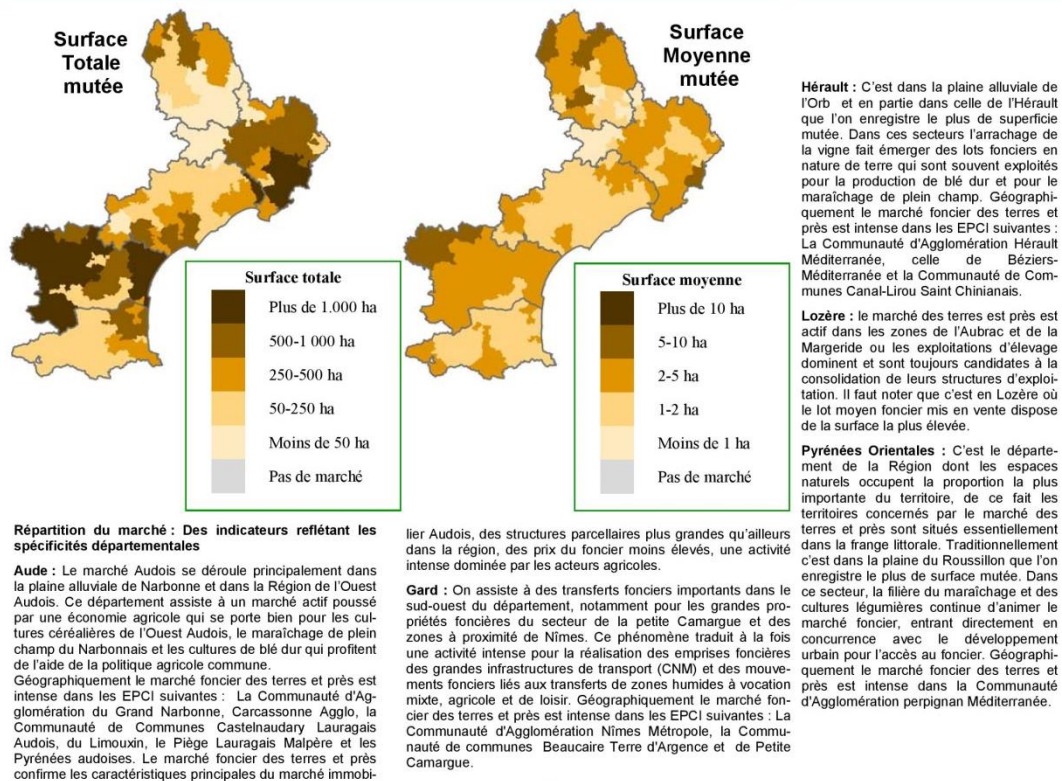 Surface
Totale
mutée
Surface
Moyenne
mutée
Surface totale
Plus de 1.000 ha
500-1 000 ha
250-500 ha
50-250 ha
Moins de 50 ha
Pas de marché
Surface moyenne
Plus de 10 ha
5-10 ha
2-5 ha
1-2 ha
Moins de 1 ha
Pas de marché
Répartition du marché : Des indicateurs reflétant les
spécificités départementales
Aude : Le marché Audois se déroule principalement dans
la plaine alluviale de Narbonne et dans la Région de l'Ouest
Audois. Ce département assiste à un marché actif poussé
par une économie agricole qui se porte bien pour les cul-
tures céréalières de l'Ouest Audois, le maraîchage de plein
champ du Narbonnais et les cultures de blé dur qui profitent
de l'aide de la politique agricole commune.
Géographiquement le marché foncier des terres et près est
intense dans les EPCI suivantes : La Communauté d'Ag-
glomération du Grand Narbonne, Carcassonne Agglo, la
Communauté de Communes Castelnaudary Lauragais
Audois, du Limouxin, le Piège Lauragais Malpère et les
Pyrénées audoises. Le marché foncier des terres et près
confirme les caractéristiques principales du marché immobi-
lier Audois, des structures parcellaires plus grandes qu'ailleurs
dans la région, des prix du foncier moins élevés, une activité
intense dominée par les acteurs agricoles.
Gard : On assiste à des transferts fonciers importants dans le
sud-ouest du département, notamment pour les grandes pro-
priétés foncières du secteur de la petite Camargue et des
zones à proximité de Nîmes. Ce phénomène traduit à la fois
une activité intense pour la réalisation des emprises foncières
des grandes infrastructures de transport (CNM) et des mouve-
ments fonciers liés aux transferts de zones humides à vocation
mixte, agricole et de loisir. Géographiquement le marché fon-
cier des terres et près est intense dans les EPCI suivantes : La
Communauté d'Agglomération Nîmes Métropole, la Commu-
nauté de communes Beaucaire Terre d'Argence et de Petite
Camargue.
Hérault : C'est dans la plaine alluviale de
l'Orb et en partie dans celle de l'Hérault
que l'on enregistre le plus de superficie
mutée. Dans ces secteurs l'arrachage de
la vigne fait émerger des lots fonciers en
nature de terre qui sont souvent exploités
pour la production de blé dur et pour le
maraîchage de plein champ. Géographi-
quement le marché foncier des terres et
près est intense dans les EPCI suivantes :
La Communauté d'Agglomération Hérault
Méditerranée, celle de Béziers-
Méditerranée et la Communauté de Com-
munes Canal-Lirou Saint Chinianais.
Lozère : le marché des terres est près est
actif dans les zones de l'Aubrac et de la
Margeride ou les exploitations d'élevage
dominent et sont toujours candidates à la
consolidation de leurs structures d'exploi-
tation. Il faut noter que c'est en Lozère où
le lot moyen foncier mis en vente dispose
de la surface la plus élevée.
Pyrénées Orientales : C'est le départe-
ment de la Région dont les espaces
naturels occupent la proportion la plus
importante du territoire, de ce fait les
territoires concernés par le marché des
terres et près sont situés essentiellement
dans la frange littorale. Traditionnellement
c'est dans la plaine du Roussillon que l'on
enregistre le plus de surface mutée. Dans
ce secteur, la filière du maraîchage et des
cultures légumières continue d'animer le
marché foncier, entrant directement en
concurrence avec le développement
urbain pour l'accès au foncier. Géographi-
quement le marché foncier des terres et
près est intense dans la Communauté
d'Agglomération perpignan Méditerranée.